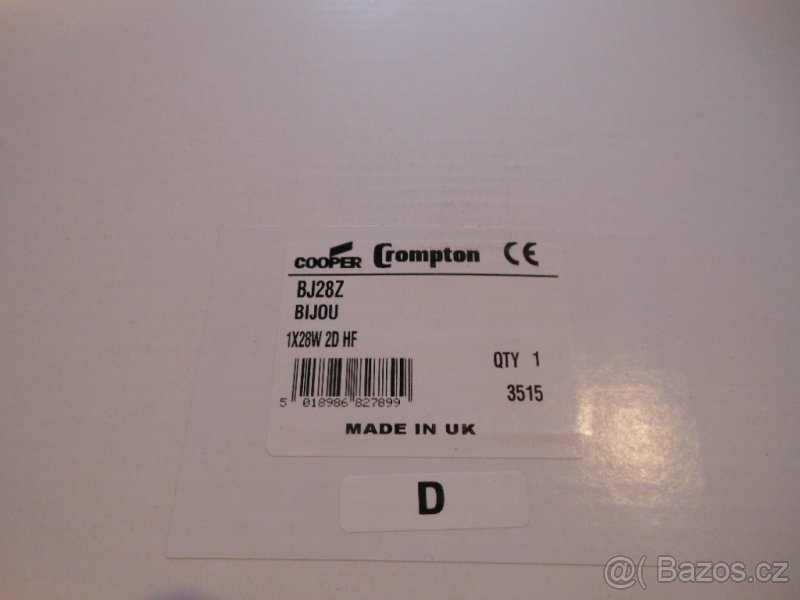 COOPER Crompton CE
BJ28Z
BIJOU
1X28W 2D HF
QTY 1
5 018986 827899
3515
MADE IN UK
D
@( Bazos.cz